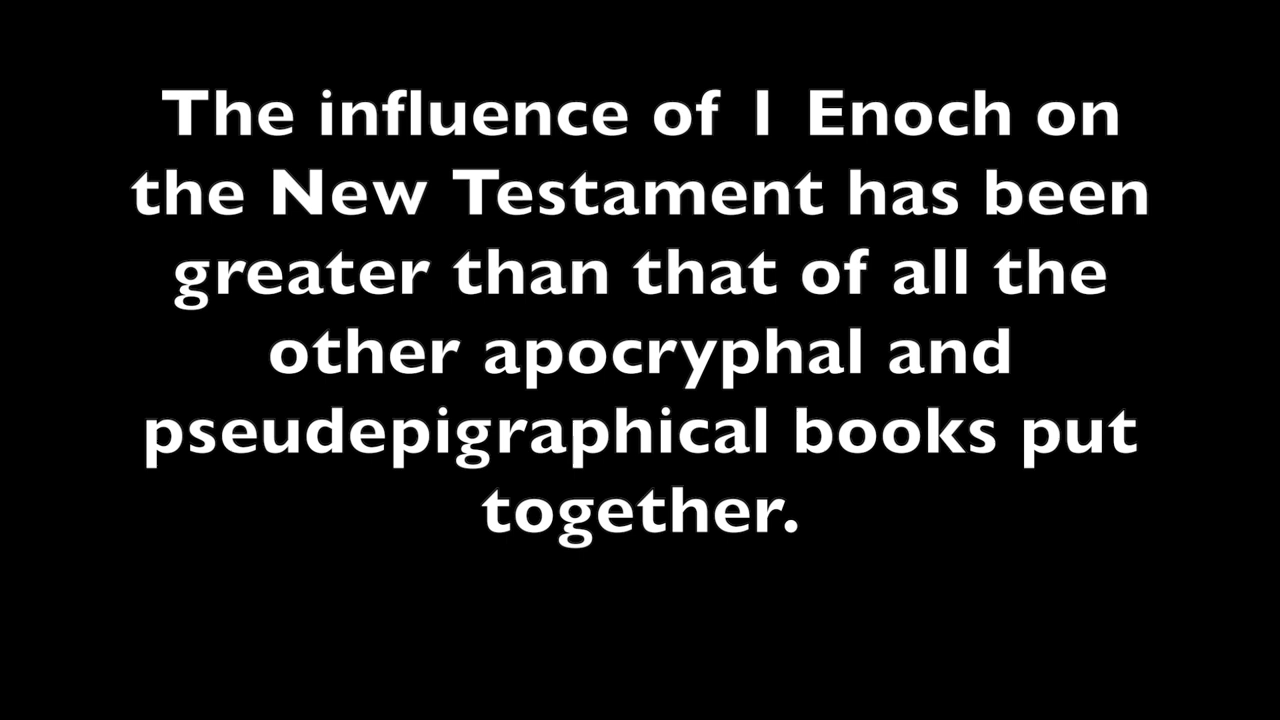 The influence of 1 Enoch on
the New Testament has been
greater than that of all the
other apocryphal and
pseudepigraphical books put
together.